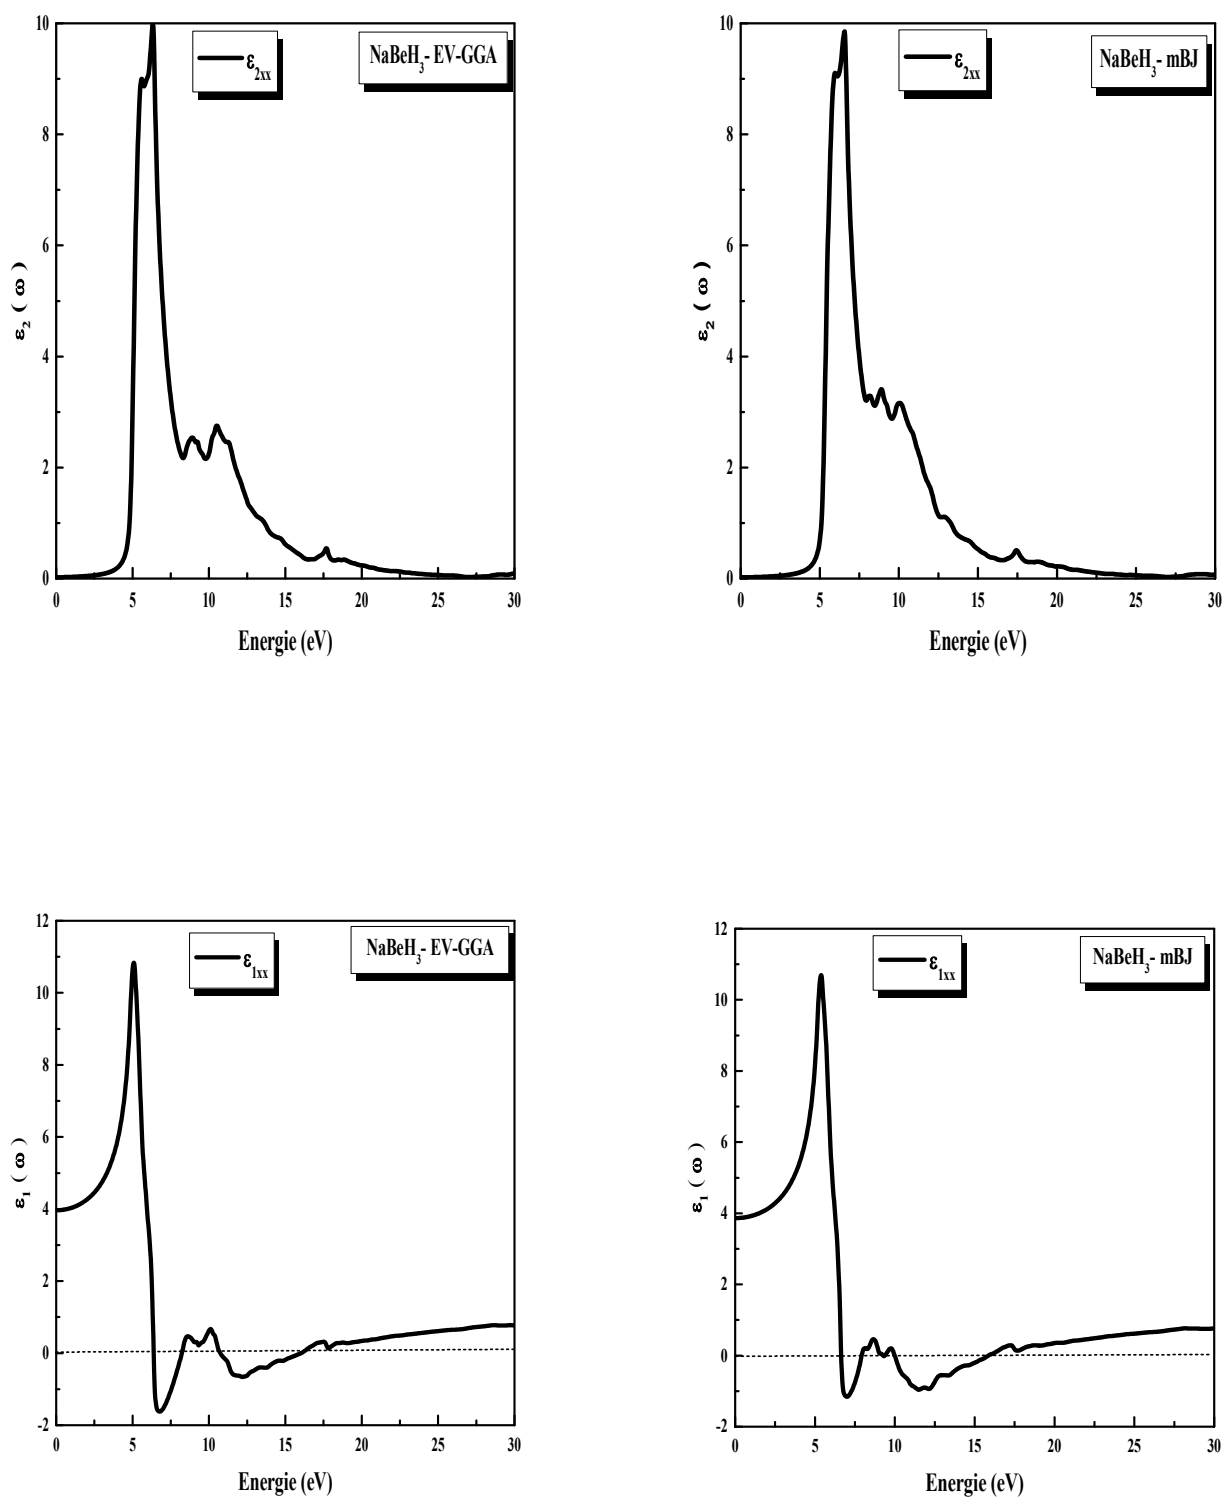 10
8
6
4
2
0
ε₂ ( ω )
ε₂ₓₓ
NaBeH₃- EV-GGA
0 5 10 15 20 25 30
Energie (eV)
10
8
6
4
2
0
ε₂ ( ω )
ε₂ₓₓ
NaBeH₃- mBJ
0 5 10 15 20 25 30
Energie (eV)
12
10
8
6
4
2
0
-2
ε₁ ( ω )
ε₁ₓₓ
NaBeH₃- EV-GGA
0 5 10 15 20 25 30
Energie (eV)
12
10
8
6
4
2
0
-2
ε₁ ( ω )
ε₁ₓₓ
NaBeH₃- mBJ
0 5 10 15 20 25 30
Energie (eV)